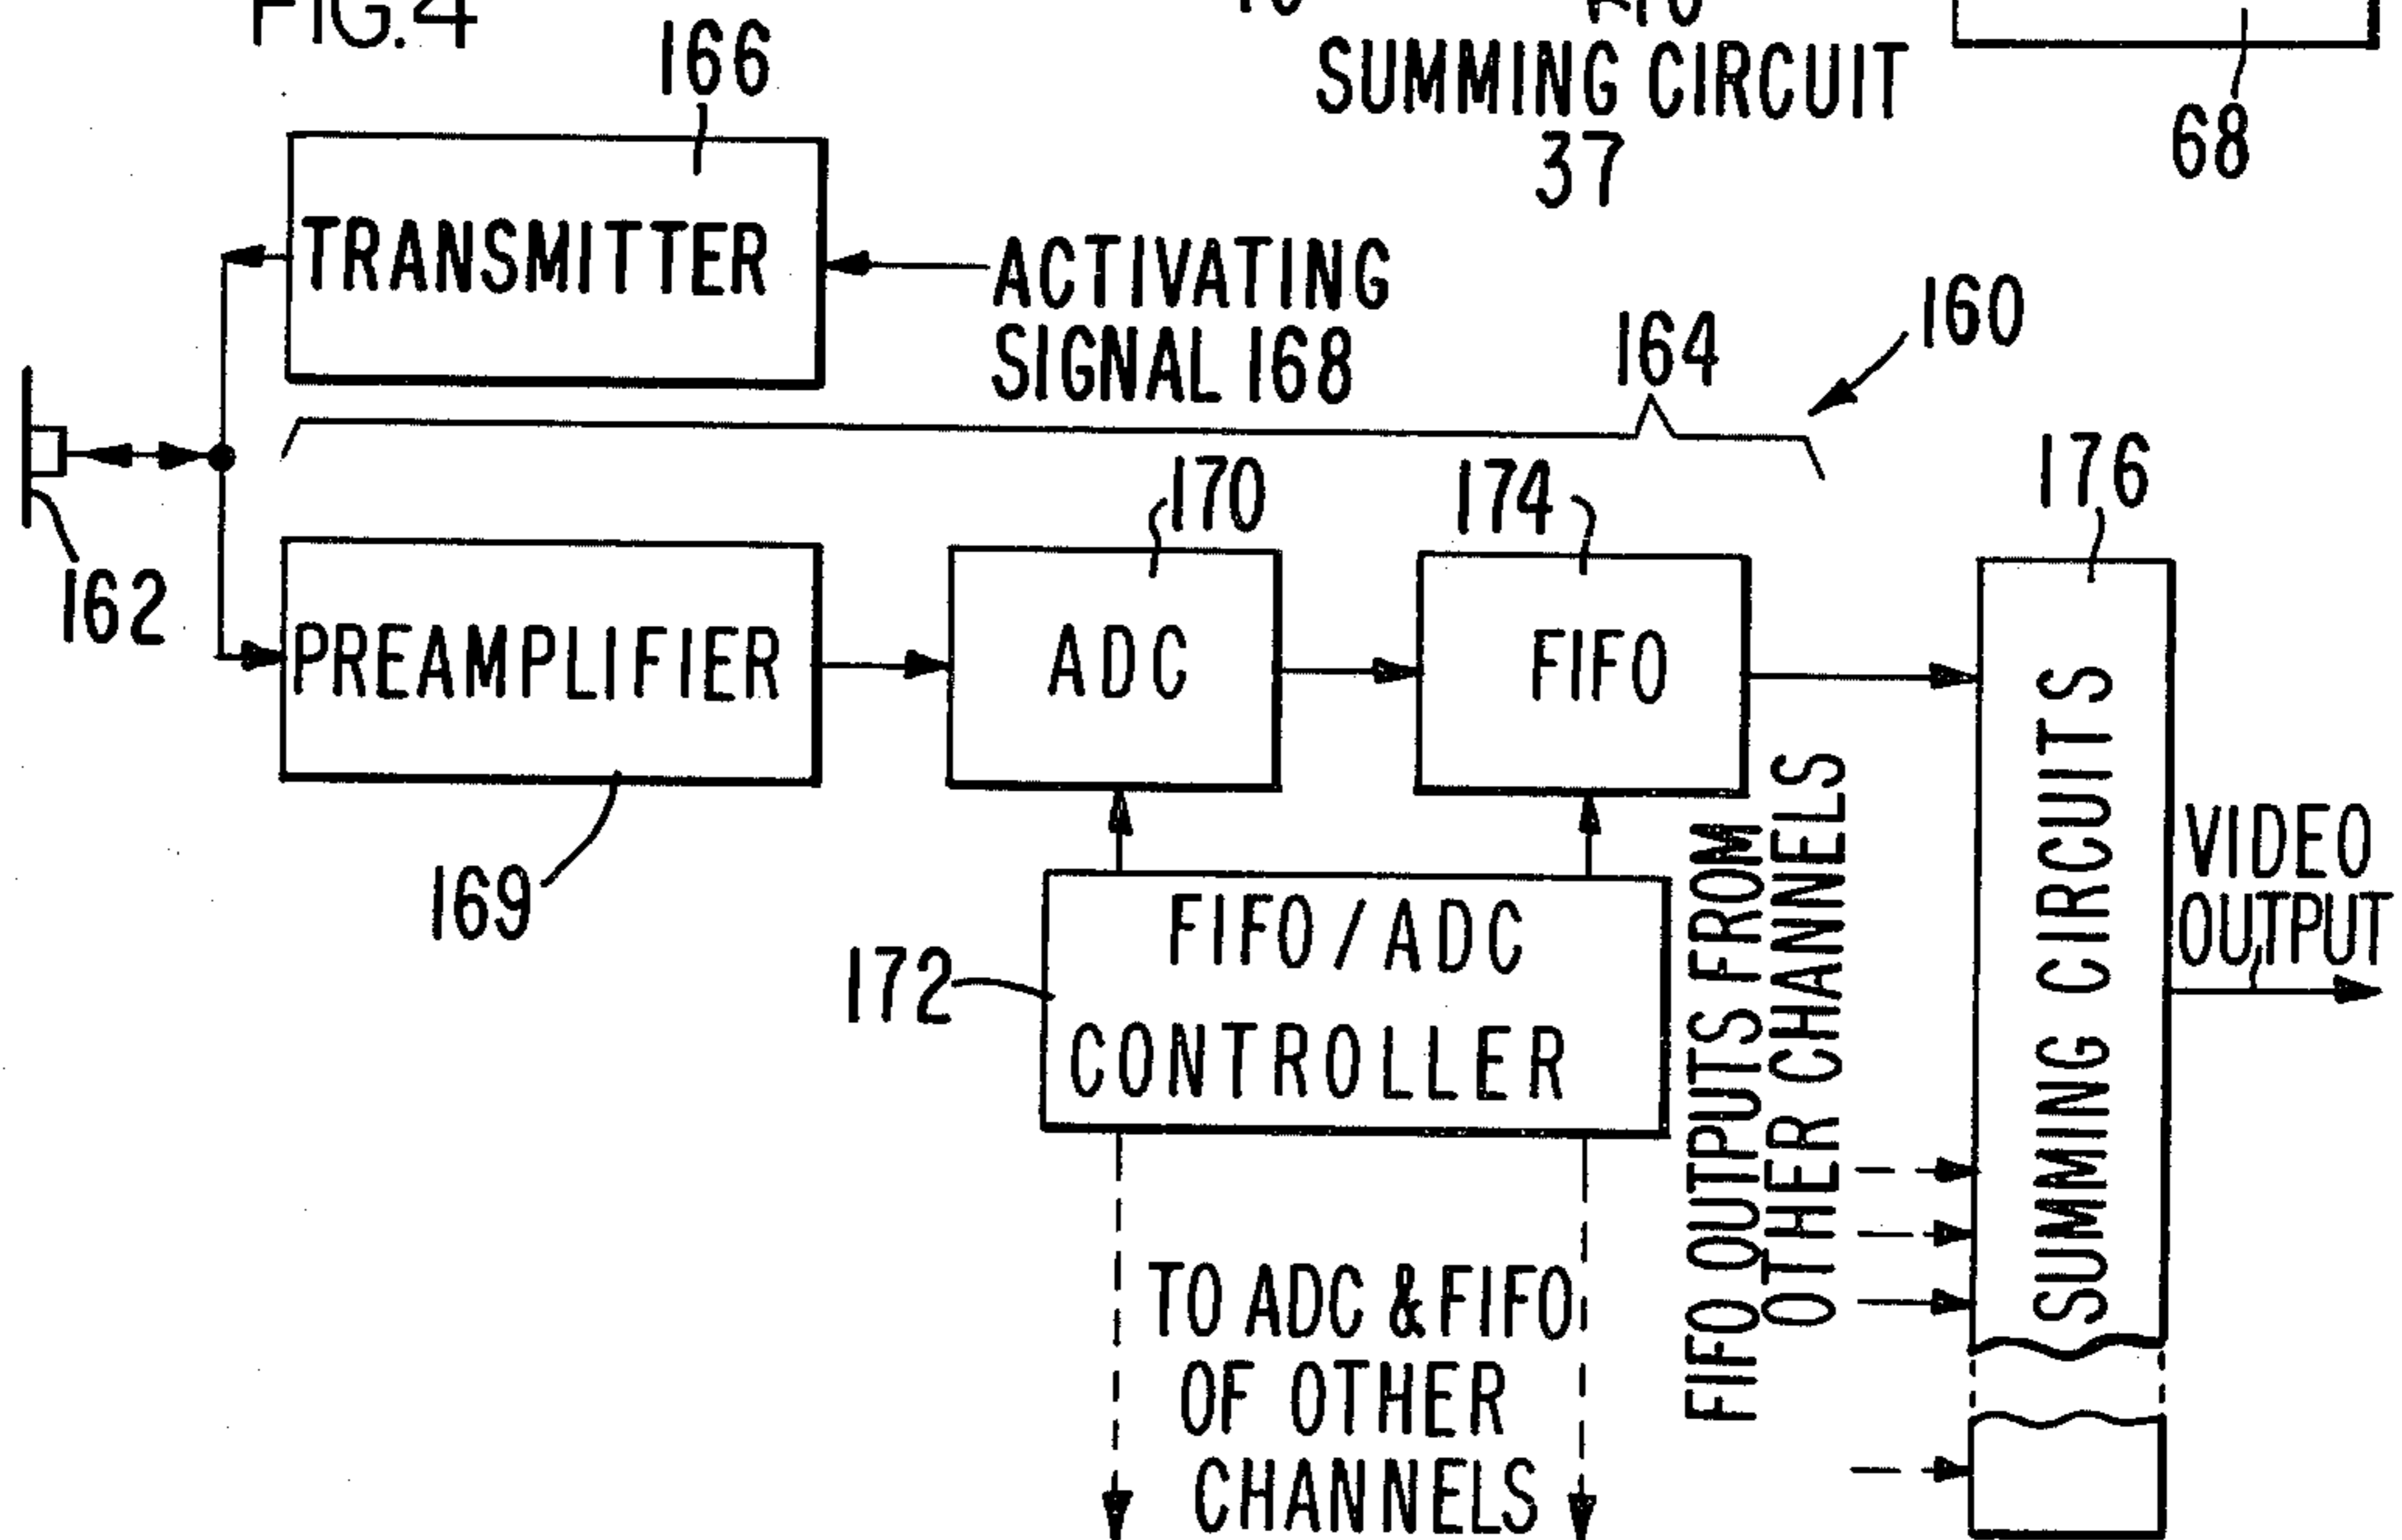 FIG. 4
SUMMING CIRCUIT
37
68
166
TRANSMITTER
ACTIVATING
SIGNAL 168
164
160
162
170
174
176
PREAMPLIFIER
ADC
FIFO
169
172
FIFO/ADC
CONTROLLER
FIFO OUTPUTS FROM
OTHER CHANNELS
SUMMING CIRCUITS
VIDEO
OUTPUT
TO ADC & FIFO
OF OTHER
CHANNELS